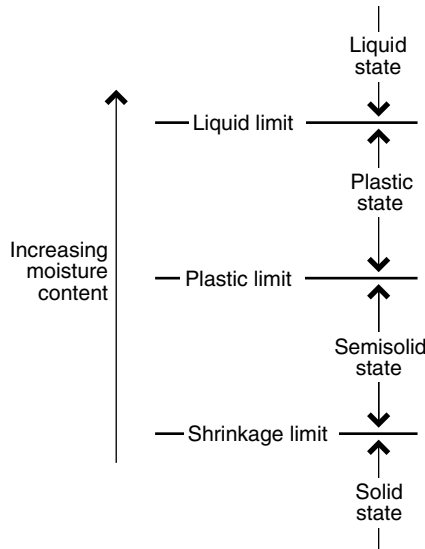 Liquid
state
Liquid limit
Plastic
state
Increasing
moisture
content
Plastic limit
Semisolid
state
Shrinkage limit
Solid
state